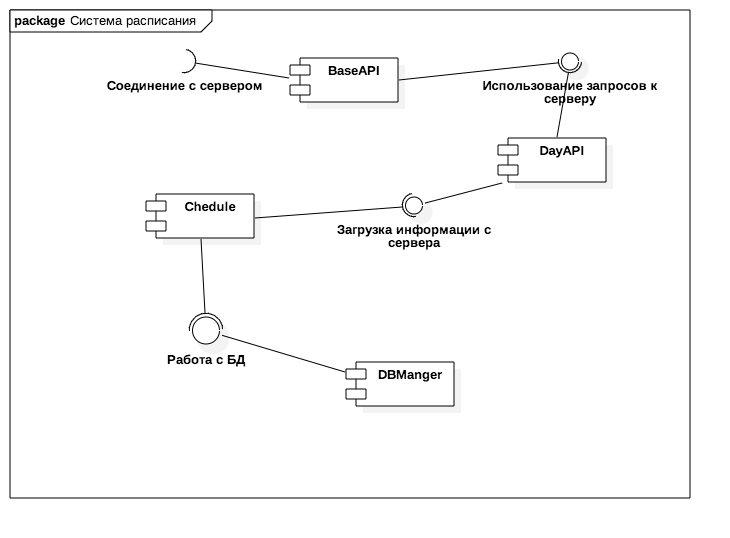 package Система расписания
BaseAPI
Соединение с сервером
Использование запросов к
серверу
DayAPI
Chedule
Загрузка информации с
сервера
Работа с БД
DBManger